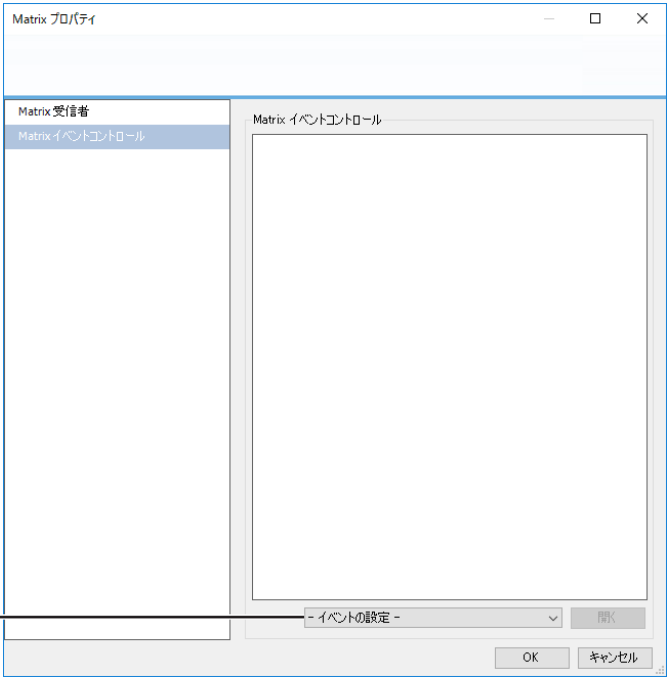 Matrix プロパティ
Matrix 受信者
Matrix イベントコントロール
Matrix イベントコントロール
- イベントの設定 -
開く
OK
キャンセル